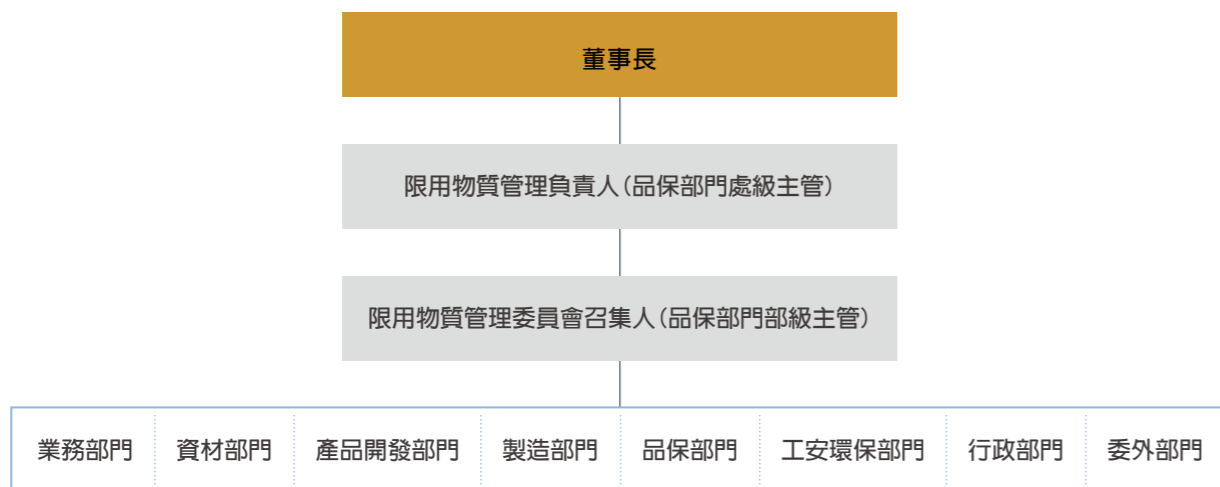 董事長
限用物質管理負責人(品保部門處級主管)
限用物質管理委員會召集人(品保部門部級主管)
業務部門 資材部門 產品開發部門 製造部門 品保部門 工安環保部門 行政部門 委外部門